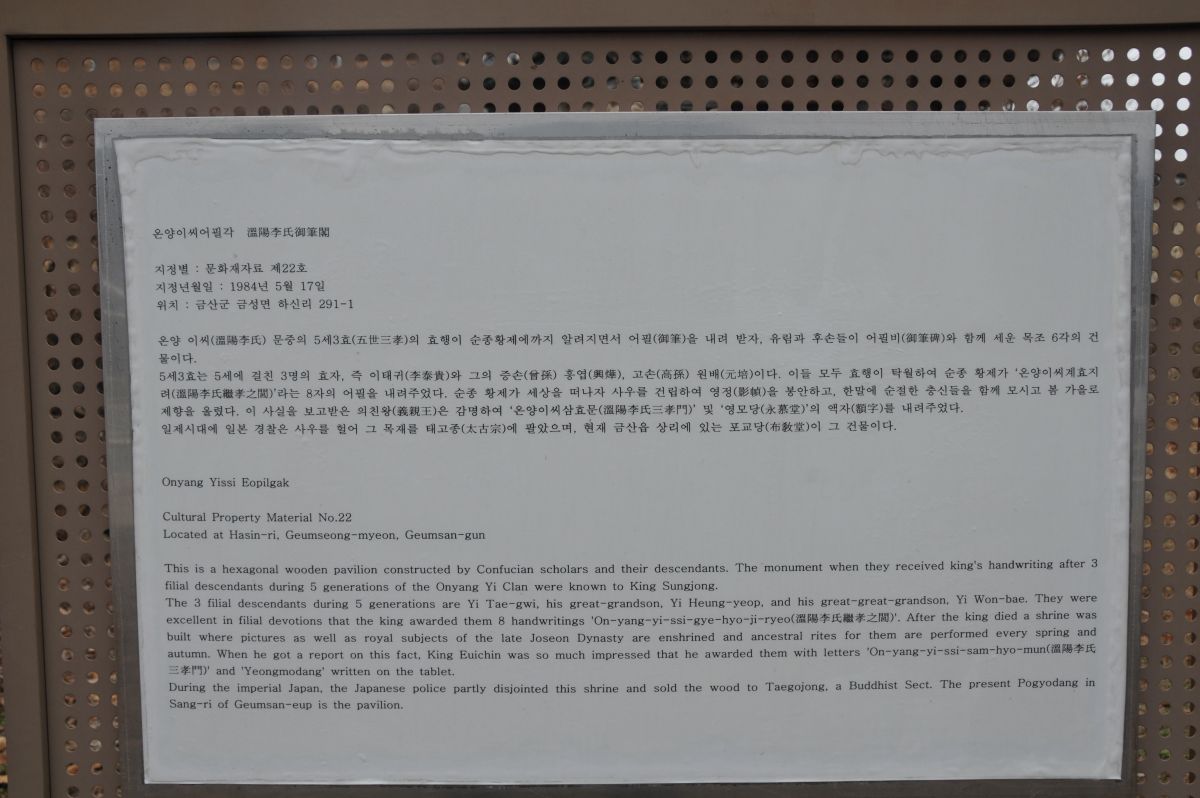 온양이씨어필각 溫陽李氏御筆閣
지정별 : 문화재자료 제22호
지정년월일 : 1984년 5월 17일
위치 : 금산군 금성면 하신리 291-1
온양 이씨(溫陽李氏) 문중의 5세3효(五世三孝)의 효행이 순종황제에까지 알려지면서 어필(御筆)을 내려 받자, 유림과 후손들이 어필비(御筆碑)와 함께 세운 목조 6각의 건
물이다.
5세3효는 5세에 걸친 3명의 효자, 즉 이태귀(李泰貴)와 그의 증손(曾孫) 홍엽(興燁), 고손(高孫) 원배(元培)이다. 이들 모두 효행이 탁월하여 순종 황제가 '온양이씨계효지
려(溫陽李氏繼孝之閭)'라는 8자의 어필을 내려주었다. 순종 황제가 세상을 떠나자 사우를 건립하여 영정(影幀)을 봉안하고, 한말에 순절한 충신들을 함께 모시고 봄 가을로
제향을 올렸다. 이 사실을 보고받은 의친왕(義親王)은 감명하여 '온양이씨삼효문(溫陽李氏三孝門)' 및 '영모당(永慕堂)'의 액자(額字)를 내려주었다.
일제시대에 일본 경찰은 사우를 헐어 그 목재를 태고종(太古宗)에 팔았으며, 현재 금산읍 상리에 있는 포교당(布敎堂)이 그 건물이다.
Onyang Yissi Eopilgak
Cultural Property Material No.22
Located at Hasin-ri, Geumseong-myeon, Geumsan-gun
This is a hexagonal wooden pavilion constructed by Confucian scholars and their descendants. The monument when they received king's handwriting after 3
filial descendants during 5 generations of the Onyang Yi Clan were known to King Sungjong.
The 3 filial descendants during 5 generations are Yi Tae-gwi, his great-grandson, Yi Heung-yeop, and his great-great-grandson, Yi Won-bae. They were
excellent in filial devotions that the king awarded them 8 handwritings 'On-yang-yi-ssi-gye-hyo-ji-ryeo(溫陽李氏繼孝之閭)'. After the king died a shrine was
built where pictures as well as royal subjects of the late Joseon Dynasty are enshrined and ancestral rites for them are performed every spring and
autumn. When he got a report on this fact, King Euichin was so much impressed that he awarded them with letters 'On-yang-yi-ssi-sam-hyo-mun(溫陽李氏
三孝門)' and 'Yeongmodang' written on the tablet.
During the imperial Japan, the Japanese police partly disjointed this shrine and sold the wood to Taegojong, a Buddhist Sect. The present Pogyodang in
Sang-ri of Geumsan-eup is the pavilion.